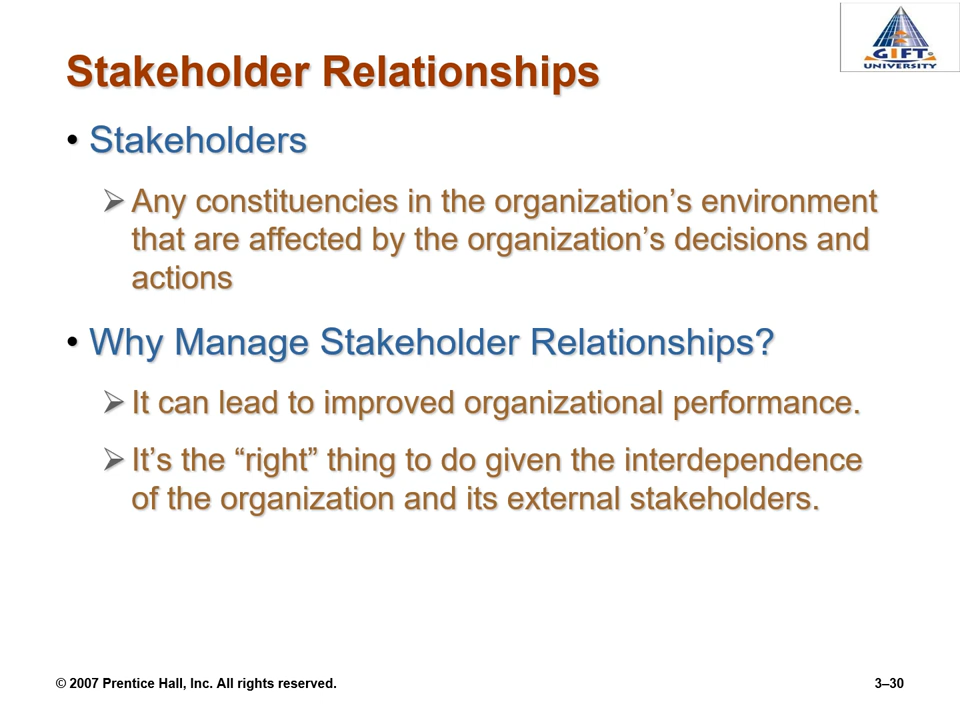 GIFT
UNIVERSITY
Stakeholder Relationships
• Stakeholders
➢ Any constituencies in the organization’s environment
that are affected by the organization’s decisions and
actions
• Why Manage Stakeholder Relationships?
➢ It can lead to improved organizational performance.
➢ It’s the “right” thing to do given the interdependence
of the organization and its external stakeholders.
© 2007 Prentice Hall, Inc. All rights reserved.
3–30